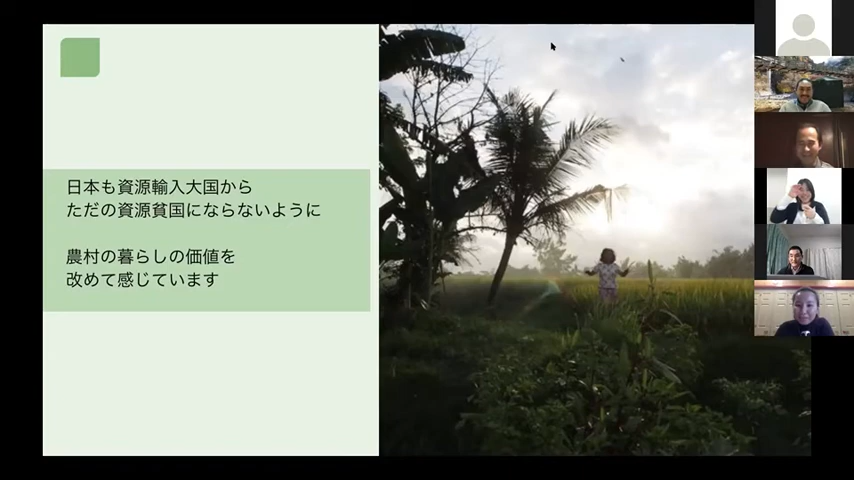 日本も資源輸入大国から
ただの資源貧国にならないように
農村の暮らしの価値を
改めて感じています